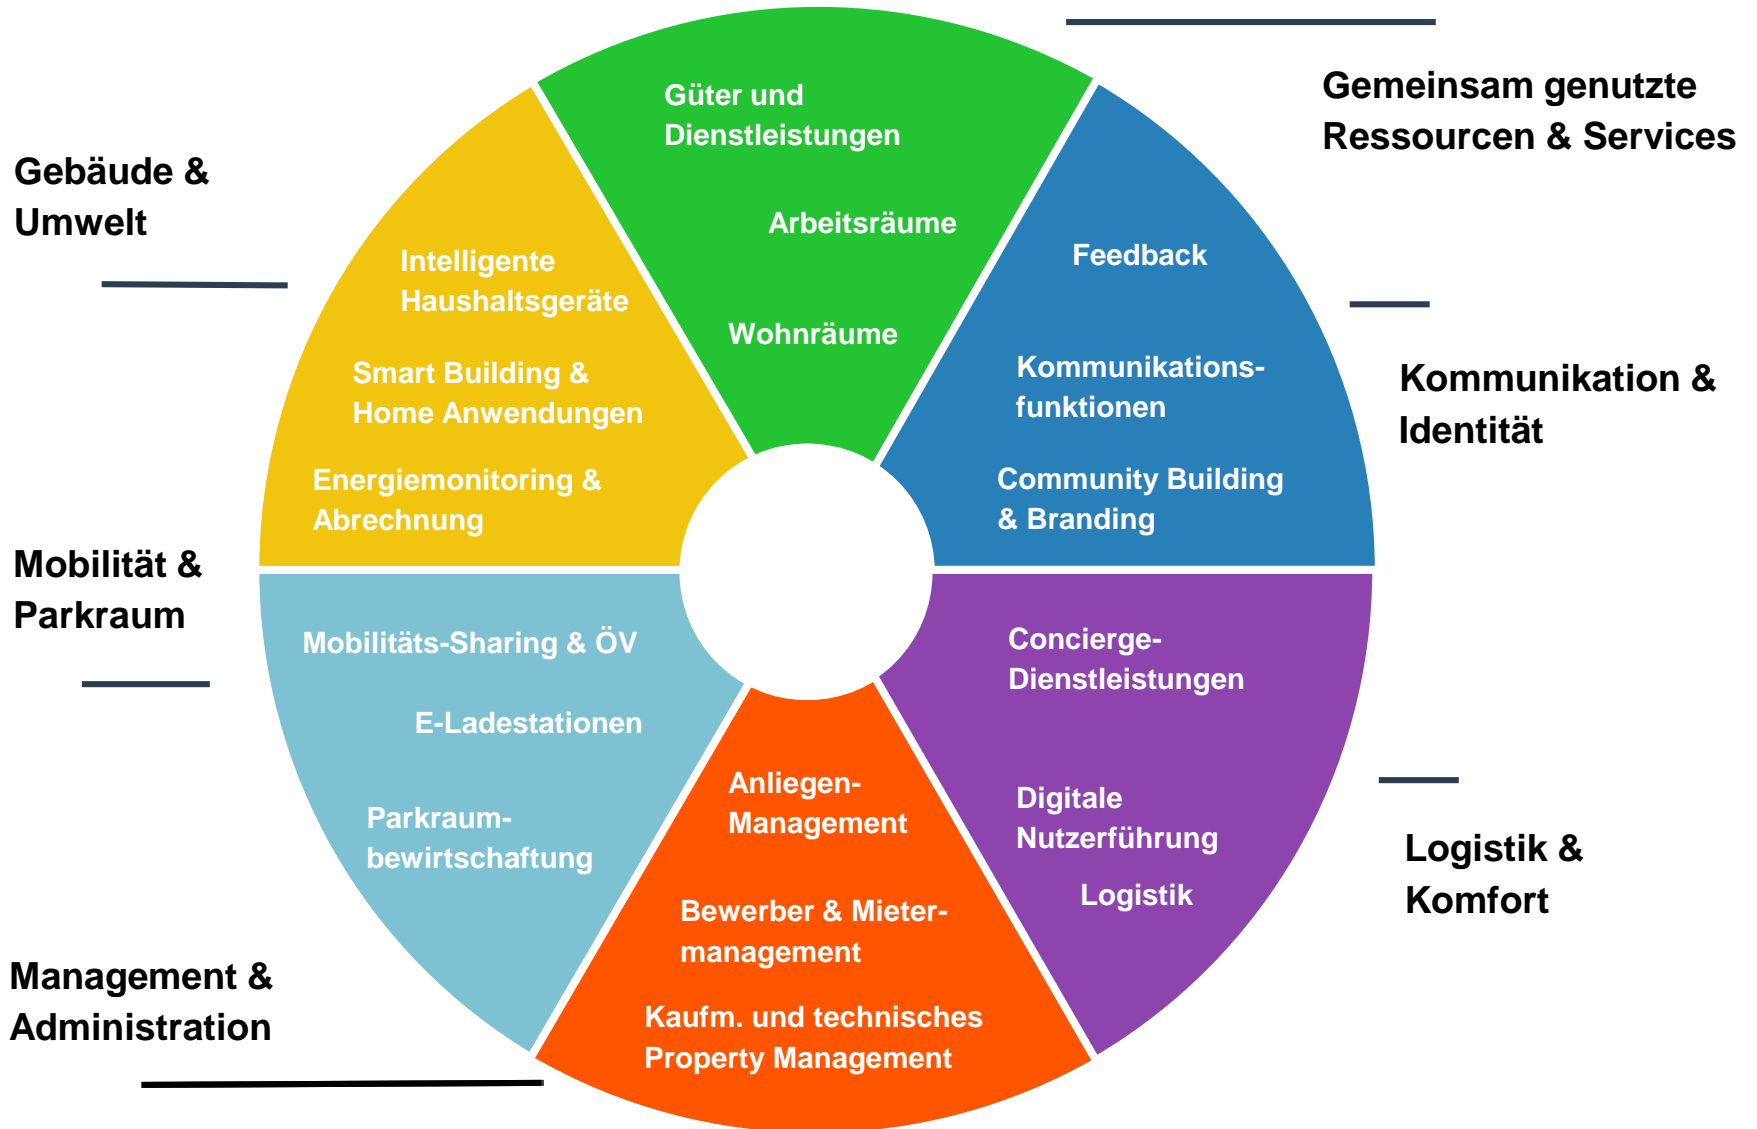 Gemeinsam genutzte
Ressourcen & Services
Güter und
Dienstleistungen
Arbeitsräume
Wohnräume
Kommunikation &
Identität
Feedback
Kommunikations-
funktionen
Community Building
& Branding
Logistik &
Komfort
Concierge-
Dienstleistungen
Digitale
Nutzerführung
Logistik
Management &
Administration
Anliegen-
Management
Bewerber & Mieter-
management
Kaufm. und technisches
Property Management
Mobilität &
Parkraum
Mobilitäts-Sharing & ÖV
E-Ladestationen
Parkraum-
bewirtschaftung
Gebäude &
Umwelt
Intelligente
Haushaltsgeräte
Smart Building &
Home Anwendungen
Energiemonitoring &
Abrechnung